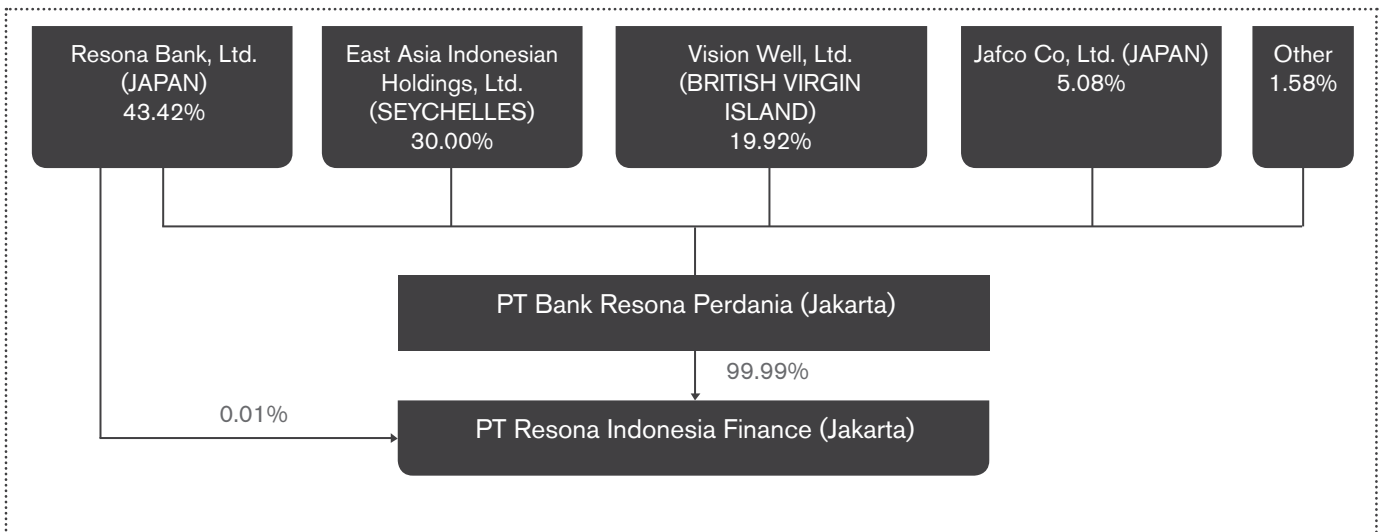 Resona Bank, Ltd.
(JAPAN)
43.42%
East Asia Indonesian
Holdings, Ltd.
(SEYCHELLES)
30.00%
Vision Well, Ltd.
(BRITISH VIRGIN
ISLAND)
19.92%
Jafco Co, Ltd. (JAPAN)
5.08%
Other
1.58%
PT Bank Resona Perdania (Jakarta)
99.99%
0.01%
PT Resona Indonesia Finance (Jakarta)